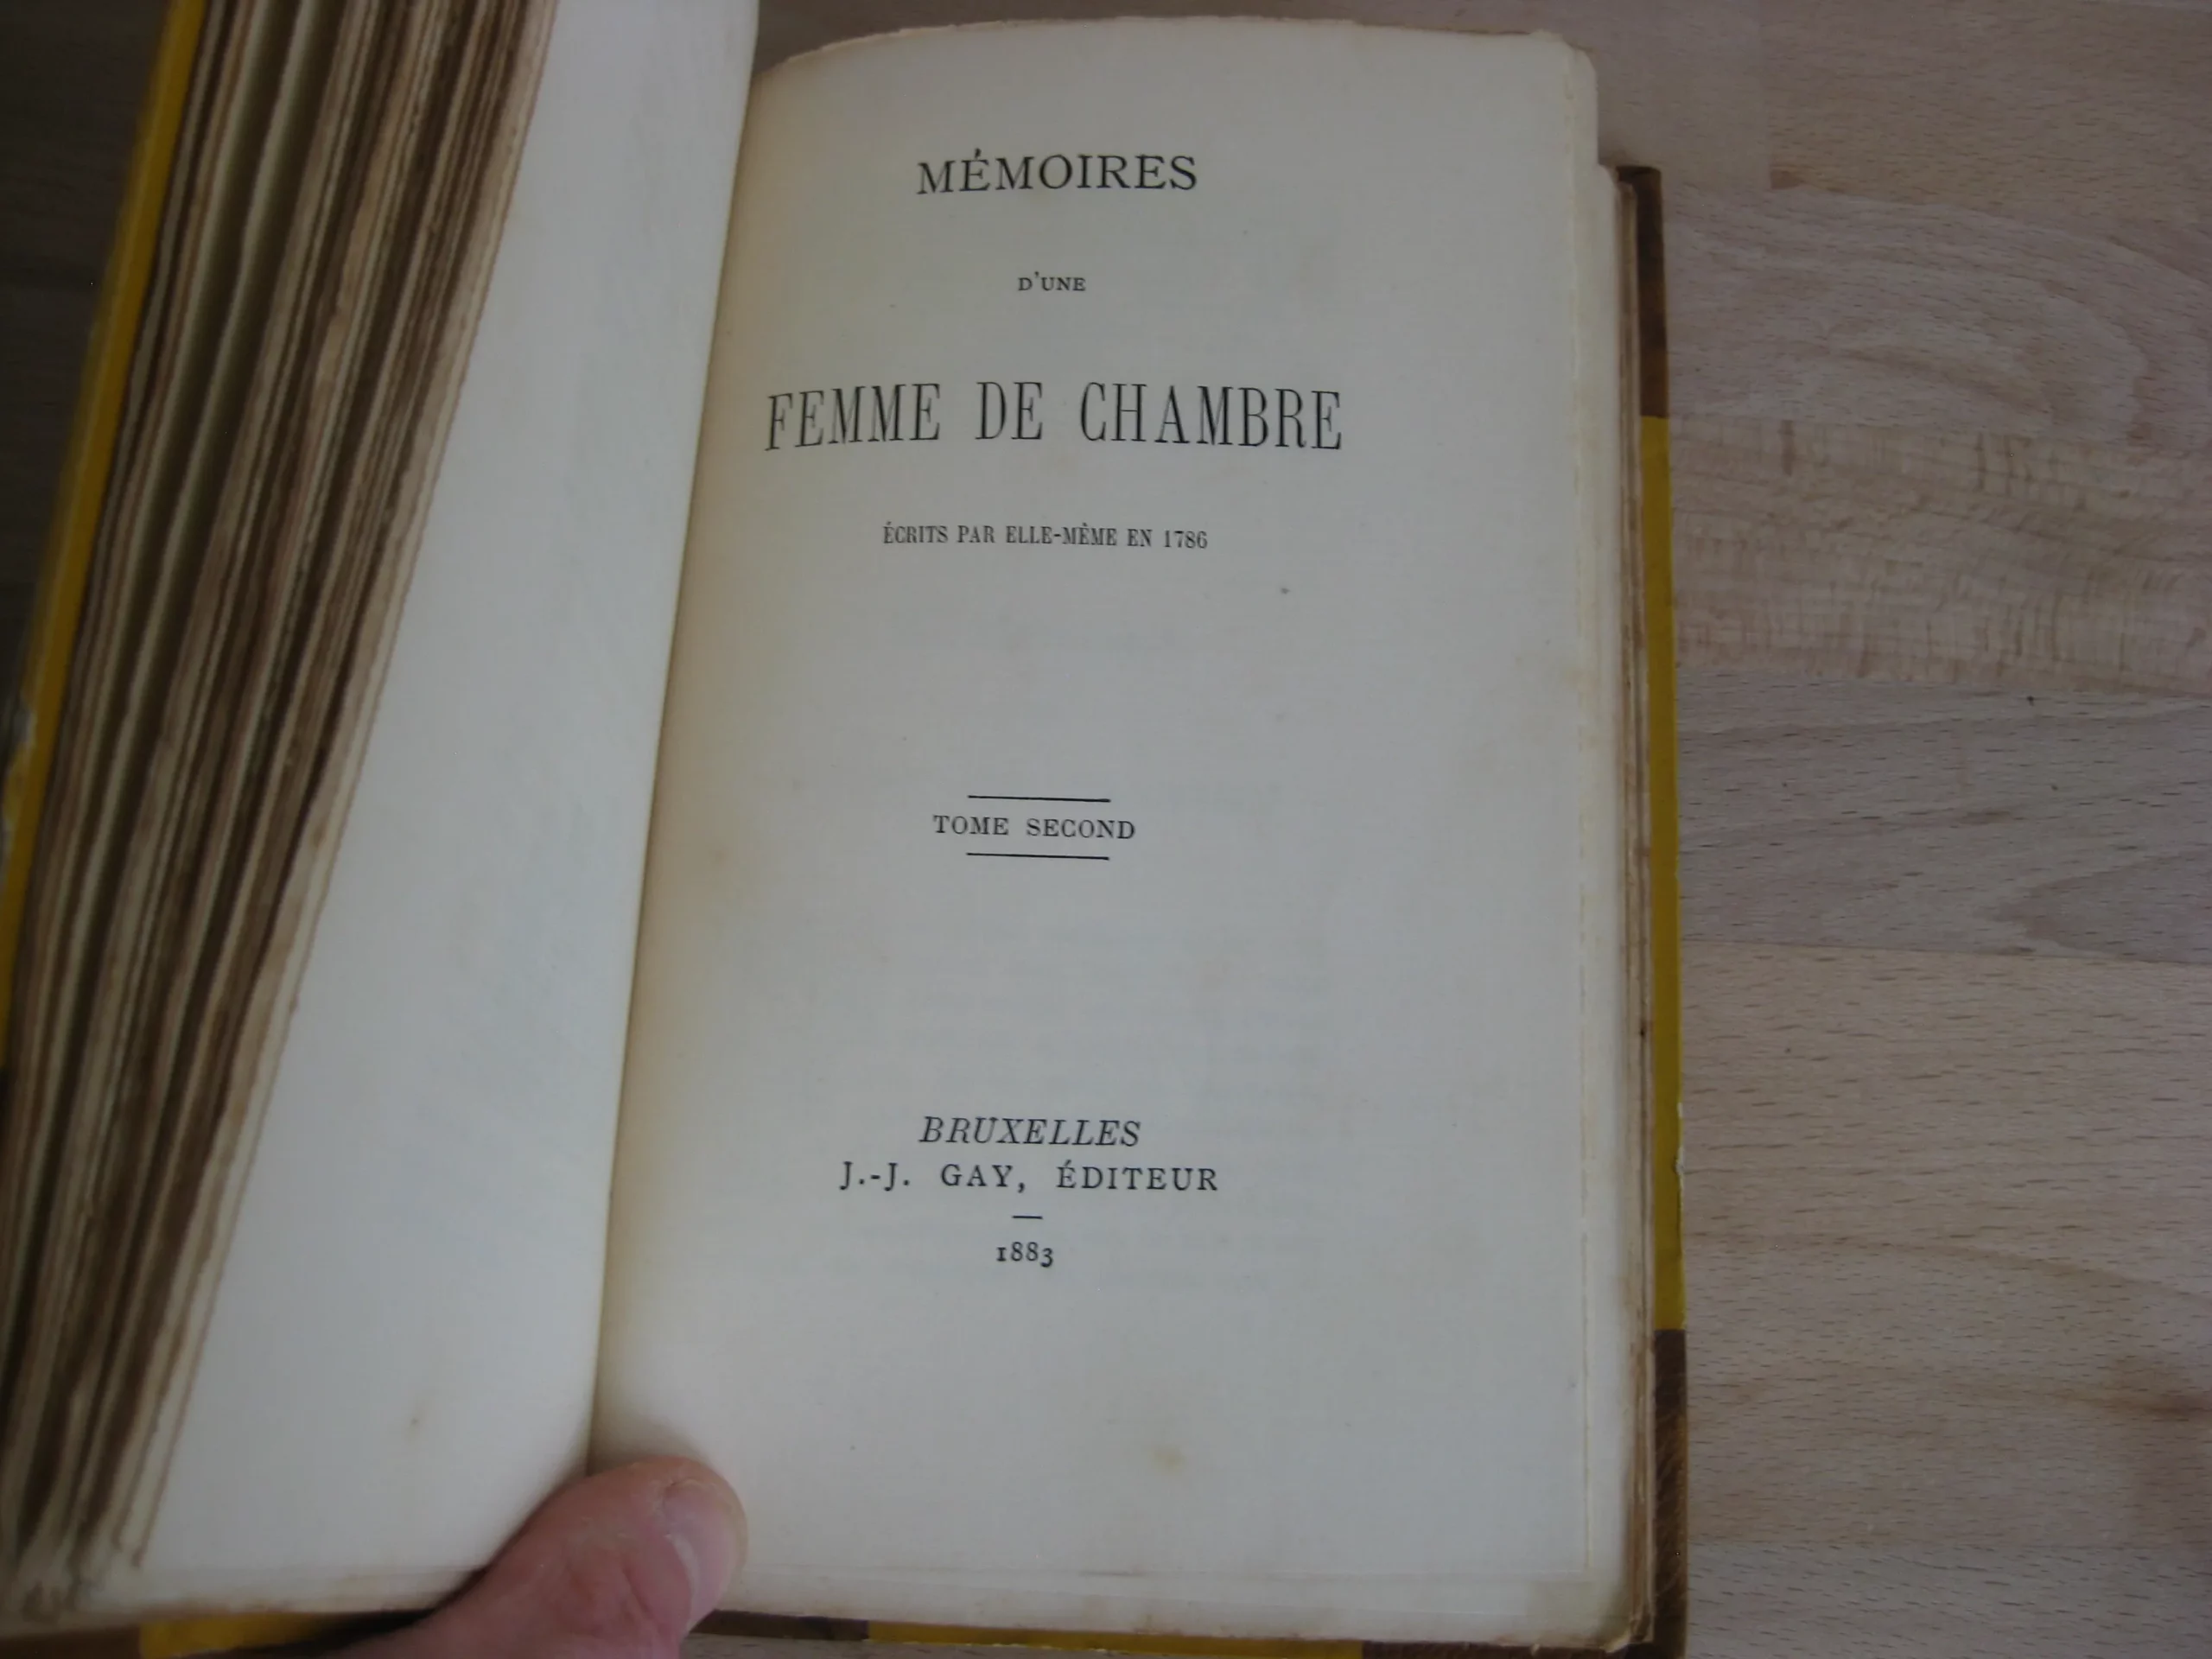 MÉMOIRES
D'UNE
FEMME DE CHAMBRE
ÉCRITS PAR ELLE-MÊME EN 1786
TOME SECOND
BRUXELLES
J.-J. GAY, ÉDITEUR
1883